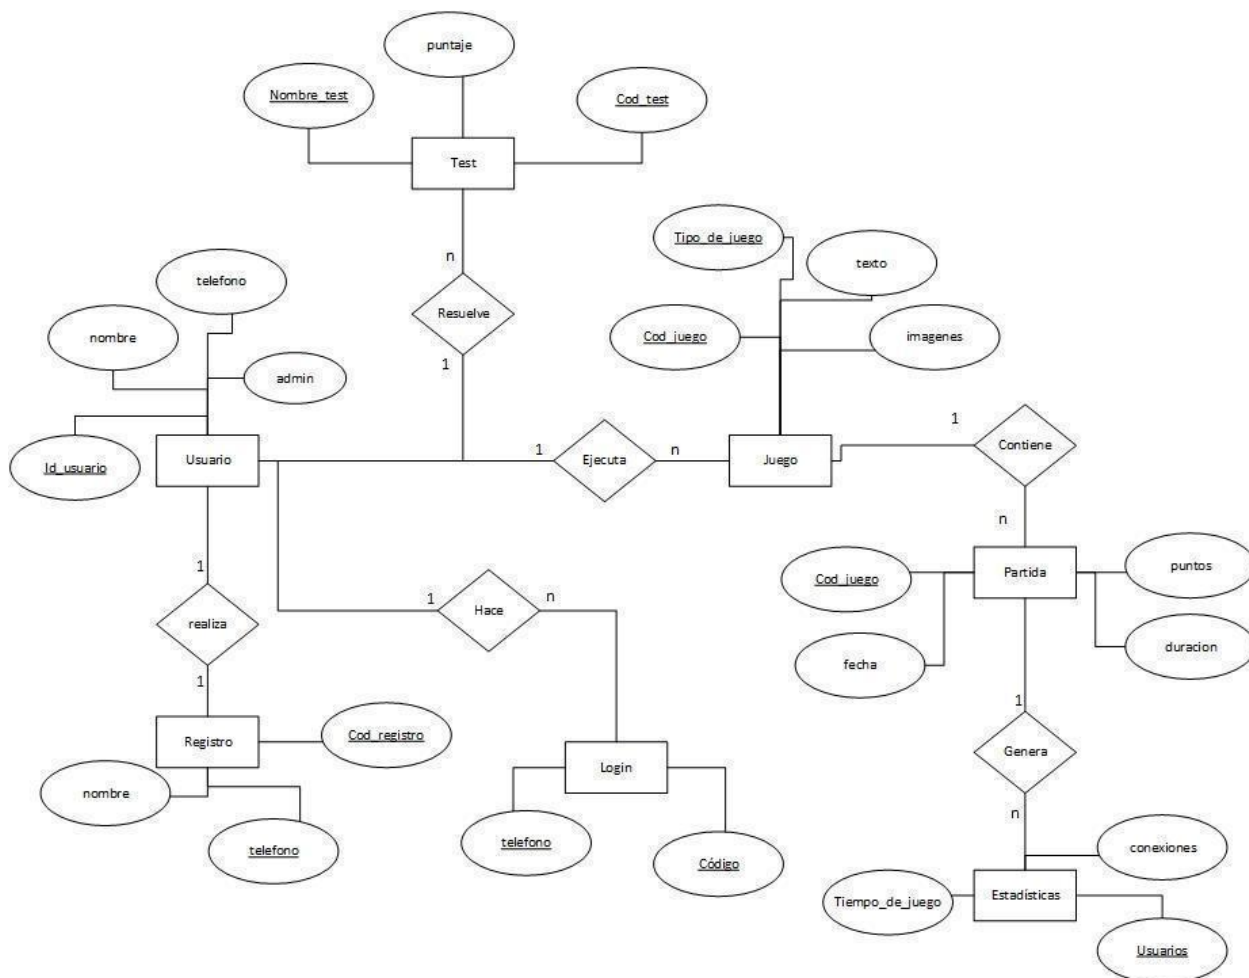 puntaje
Nombre_test
Cod_test
Test
n
Resuelve
1
Tipo_de_juego
texto
Cod_juego
imagenes
telefono
nombre
admin
Id_usuario
Usuario
1
Ejecuta
n
Juego
1
Contiene
n
Cod_juego
Partida
puntos
fecha
duracion
1
realiza
1
1
Hace
n
Registro
Cod_registro
nombre
telefono
Login
telefono
Código
1
Genera
n
conexiones
Tiempo_de_juego
Estadísticas
Usuarios